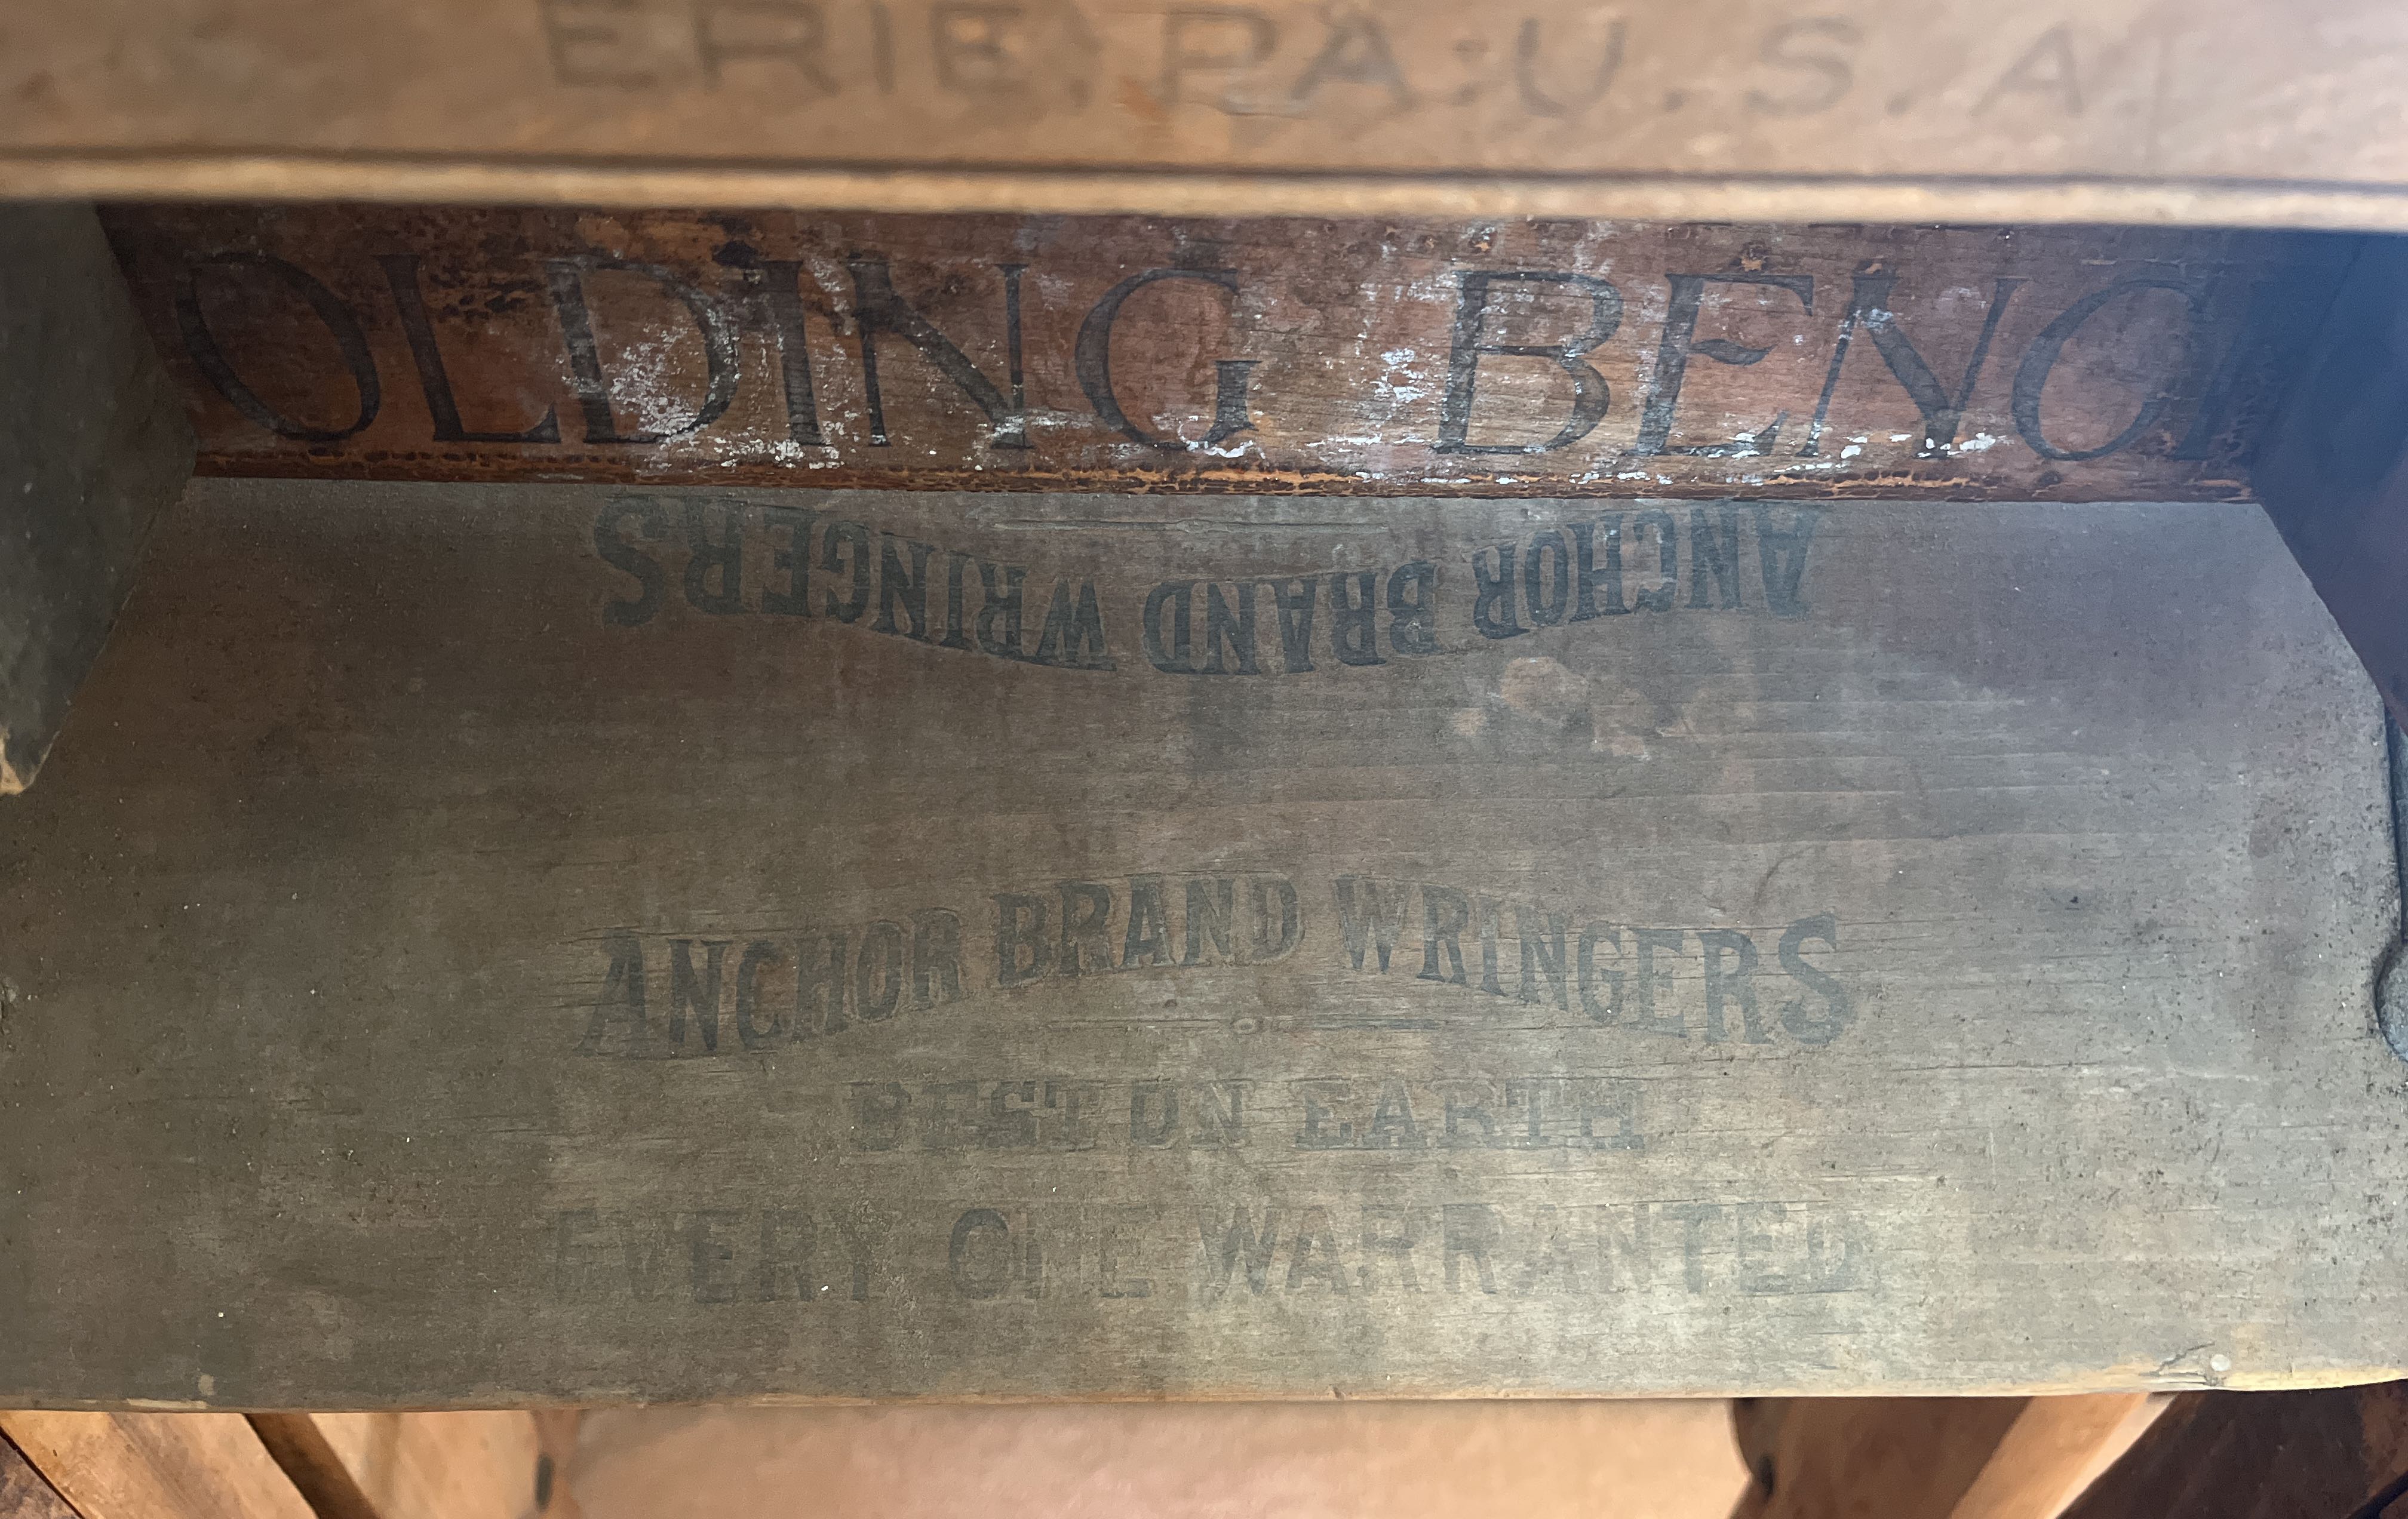 ERIE, PA. U. S. A.
OLDING BENC
ANCHOR BRAND WRINGERS
ANCHOR BRAND WRINGERS
BEST ON EARTH
EVERY ONE WARRANTED